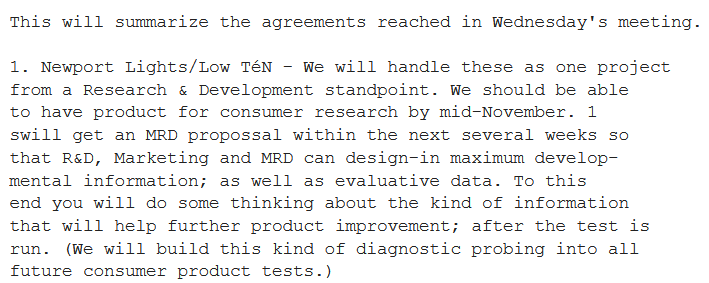 This will summarize the agreements reached in Wednesday's meeting.
1. Newport Lights/Low TéN - We will handle these as one project
from a Research & Development standpoint. We should be able
to have product for consumer research by mid-November. 1
swill get an MRD propossal within the next several weeks so
that R&D, Marketing and MRD can design-in maximum develop-
mental information; as well as evaluative data. To this
end you will do some thinking about the kind of information
that will help further product improvement; after the test is
run. (We will build this kind of diagnostic probing into all
future consumer product tests.)